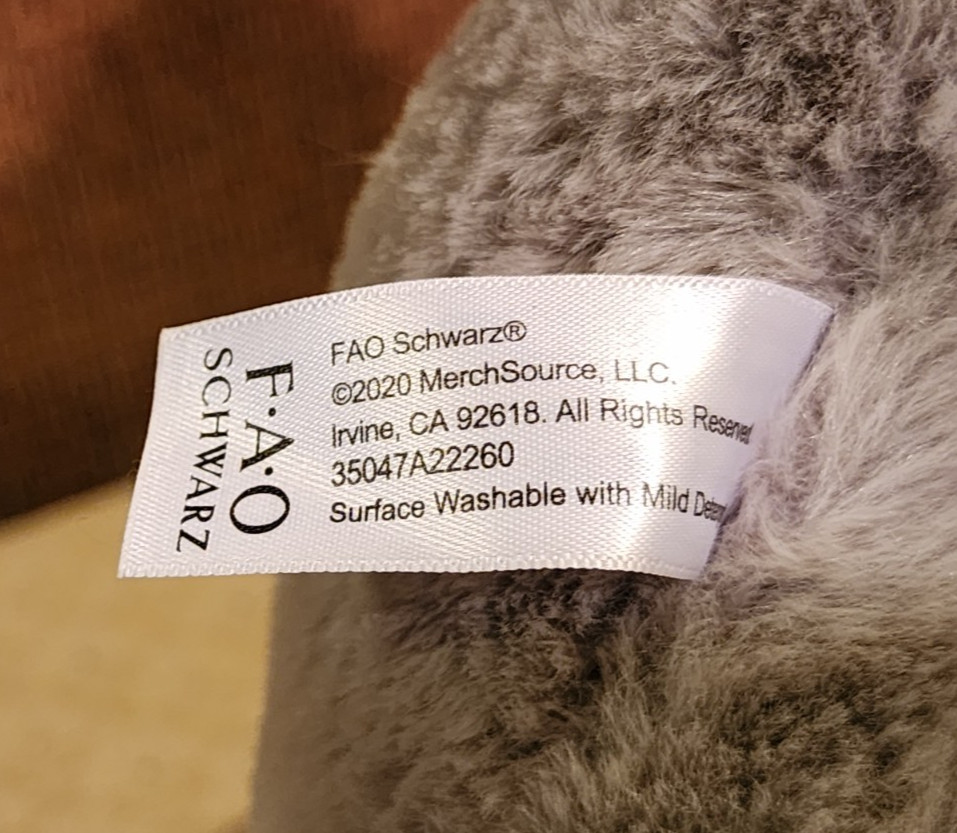 F·A·O
SCHWARZ
FAO Schwarz®
©2020 MerchSource, LLC.
Irvine, CA 92618. All Rights Reserved
35047A22260
Surface Washable with Mild